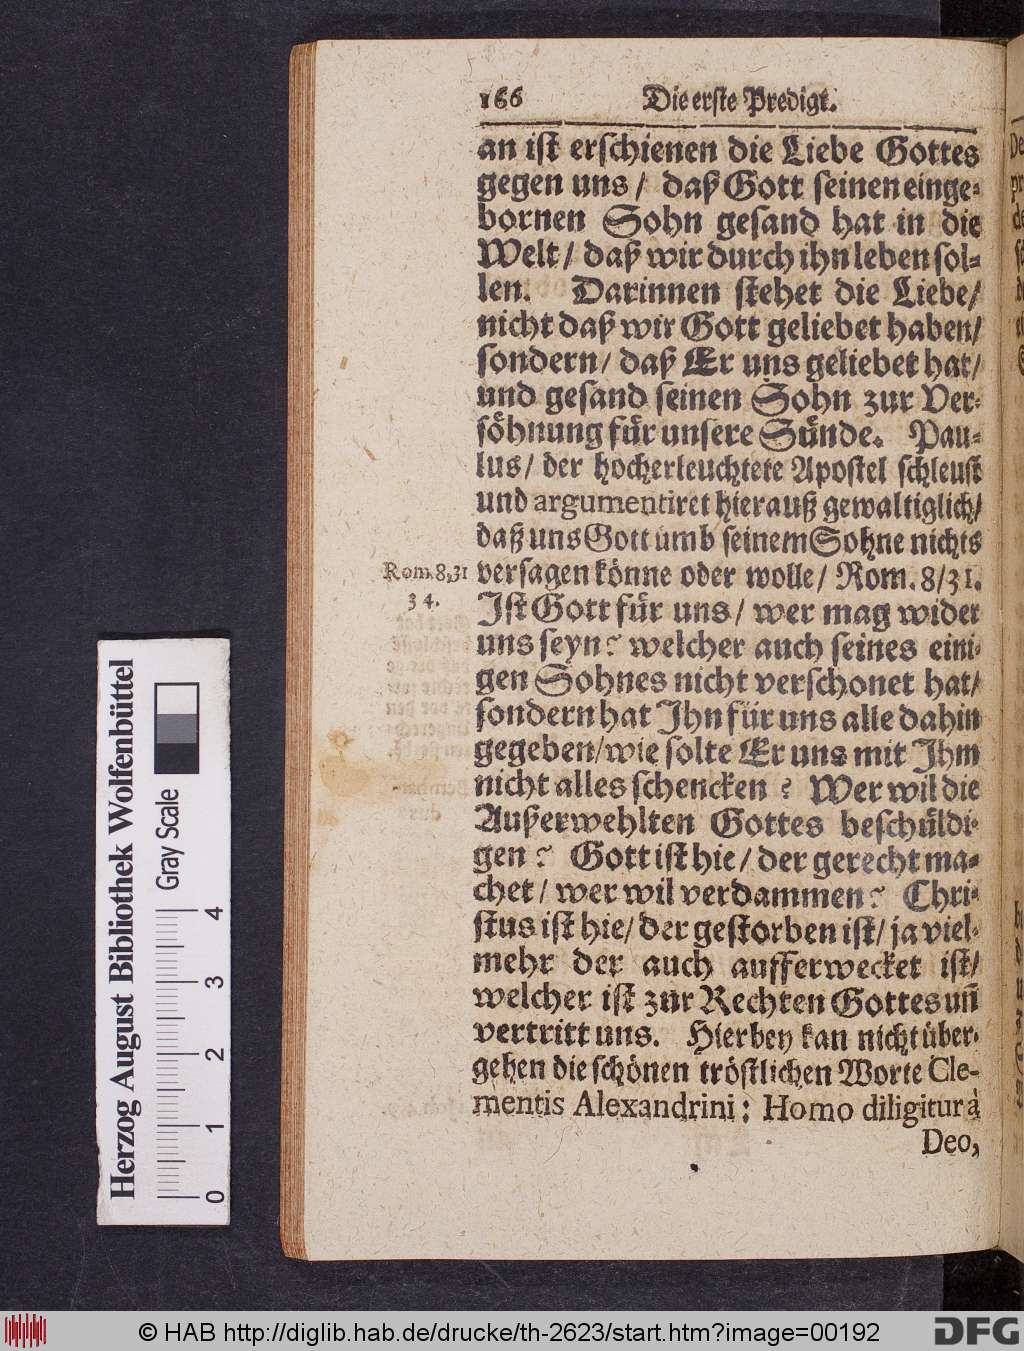 166 Die erste Predigt.
an ist erschienen die Liebe Gottes
gegen uns / daß Gott seinen einge-
bornen Sohn gesand hat in die
Welt / daß wir durch ihn leben sol-
len. Darinnen stehet die Liebe /
nicht daß wir Gott geliebet haben /
sondern / daß Er uns geliebet hat /
und gesand seinen Sohn zur Ver-
söhnung für unsere Sünde. Pau-
lus / der hocherleuchtete Apostel schleust
und argumentiret hierauß gewaltiglich /
daß uns Gott umb seinem Sohne nichts
versagen könne oder wolle / Rom. 8/31.
Rom. 8,31
34.
Ist Gott für uns / wer mag wider
uns seyn? welcher auch seines eini-
gen Sohnes nicht verschonet hat /
sondern hat Ihn für uns alle dahin
gegeben / wie solte Er uns mit Ihm
nicht alles schencken? Wer wil die
Außerwehlten Gottes beschüldi-
gen? Gott ist hie / der gerecht ma-
chet / wer wil verdammen? Chri-
stus ist hie / der gestorben ist / ja viel-
mehr der auch aufferwecket ist /
welcher ist zur Rechten Gottes uñ
vertritt uns. Hierbey kan nicht über-
gehen die schönen tröstlichen Worte Cle-
mentis Alexandrini: Homo diligitur à
Deo,
Herzog August Bibliothek Wolfenbüttel
Gray Scale
0 1 2 3 4
© HAB http://diglib.hab.de/drucke/th-2623/start.htm?image=00192
DFG